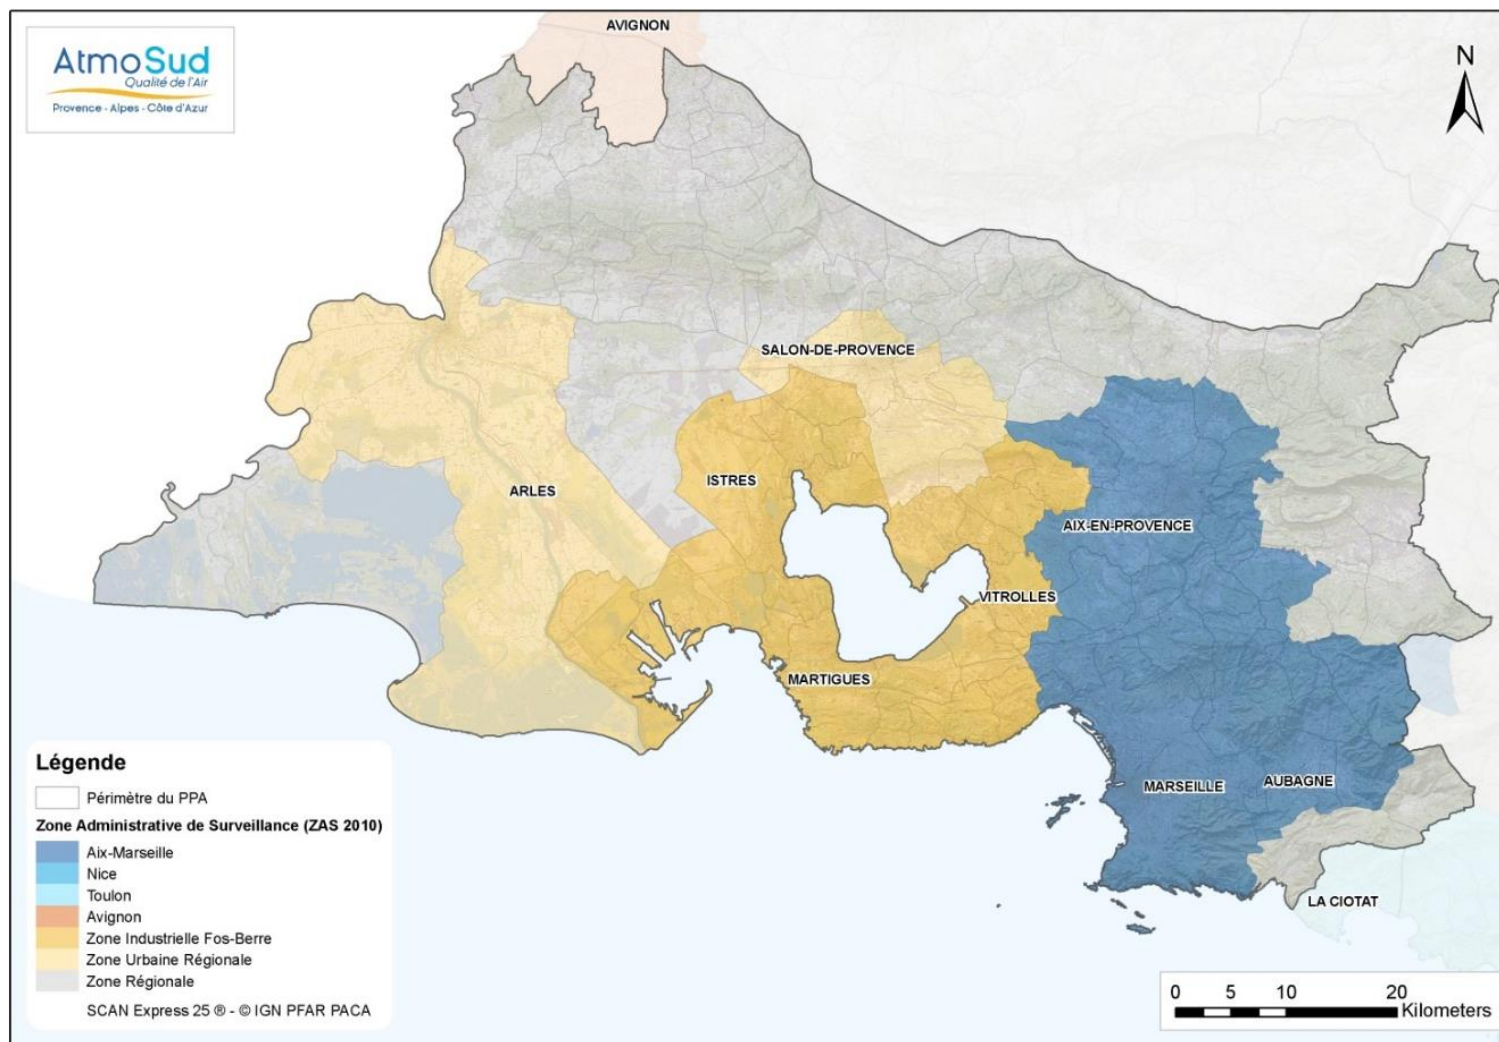 AtmoSud
Qualité de l'Air
Provence - Alpes - Côte d'Azur
AVIGNON
N
SALON-DE-PROVENCE
ISTRES
ARLES
AIX-EN-PROVENCE
VITROLLES
MARTIGUES
MARSEILLE
AUBAGNE
LA CIOTAT
Légende
Périmètre du PPA
Zone Administrative de Surveillance (ZAS 2010)
Aix-Marseille
Nice
Toulon
Avignon
Zone Industrielle Fos-Berre
Zone Urbaine Régionale
Zone Régionale
SCAN Express 25 ® - © IGN PFAR PACA
0 5 10 20
Kilometers